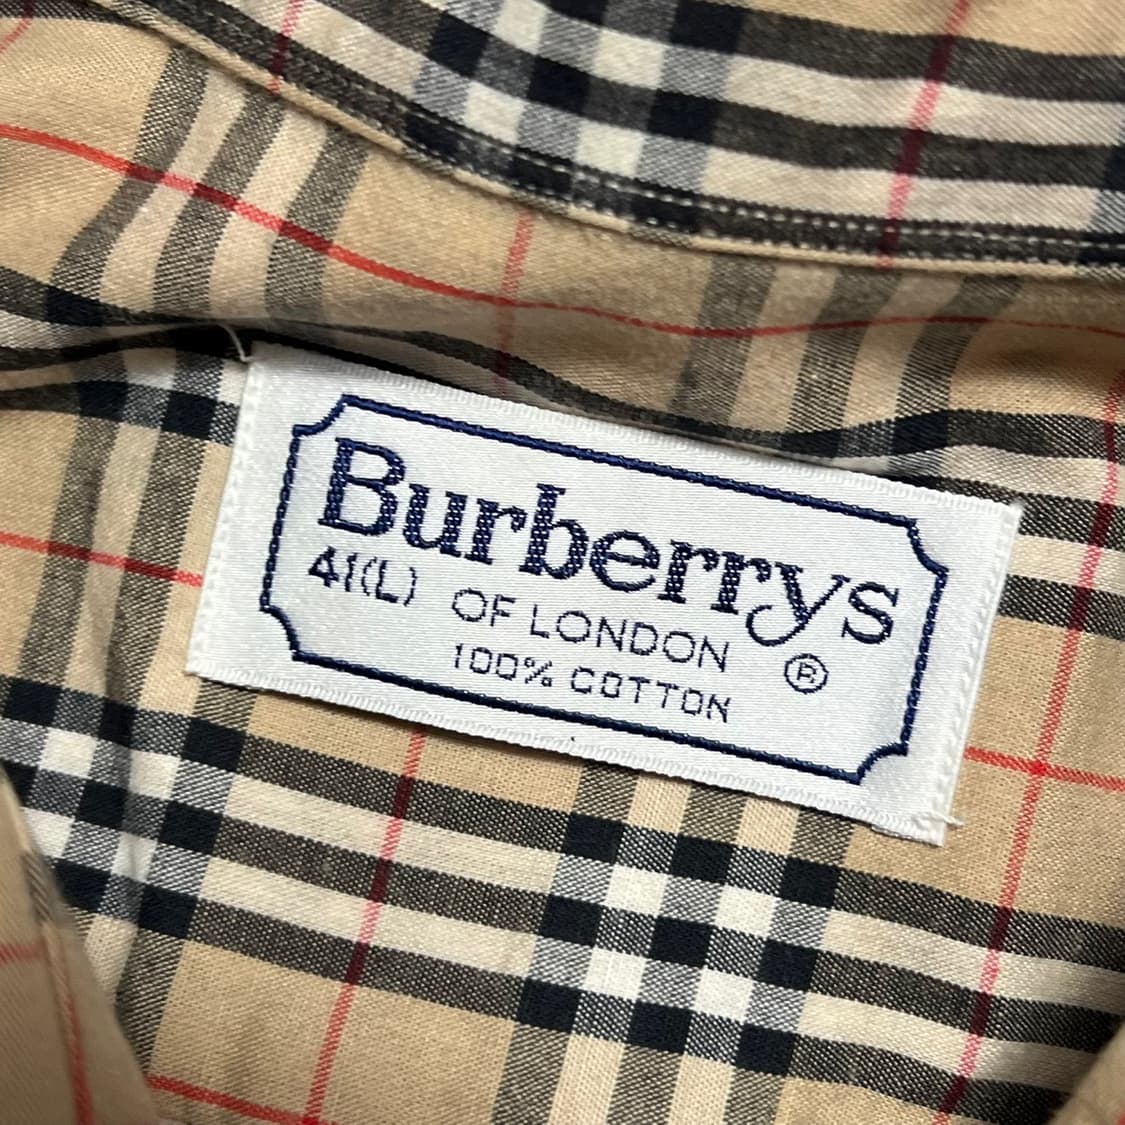 Burberrys
41(L) OF LONDON ®
100% COTTON